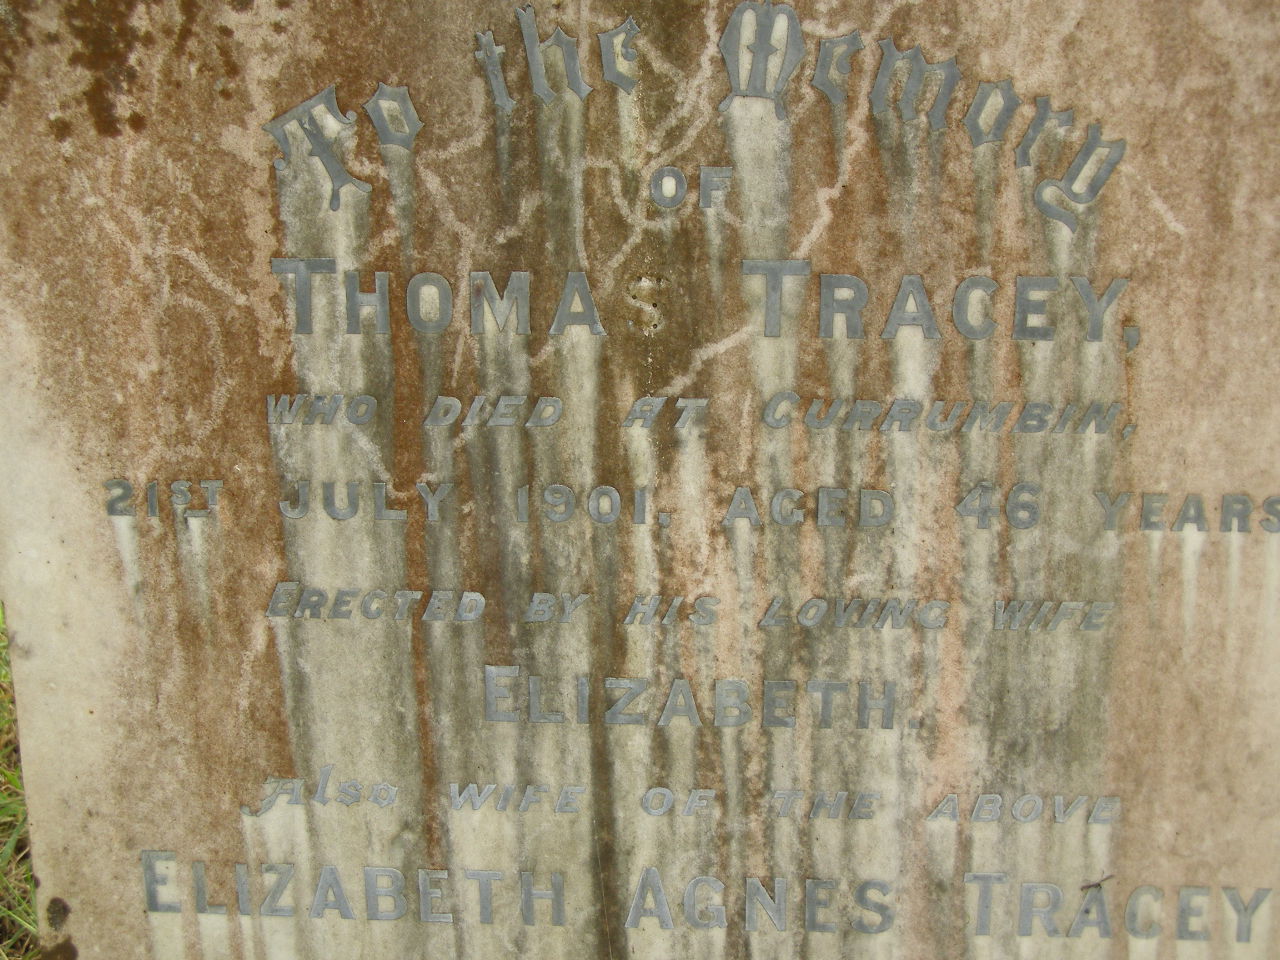 To the Memory
OF
THOMAS TRACEY,
WHO DIED AT CURRUMBIN,
21ST JULY 1901, AGED 46 YEARS
ERECTED BY HIS LOVING WIFE
ELIZABETH.
Also WIFE OF THE ABOVE
ELIZABETH AGNES TRACEY